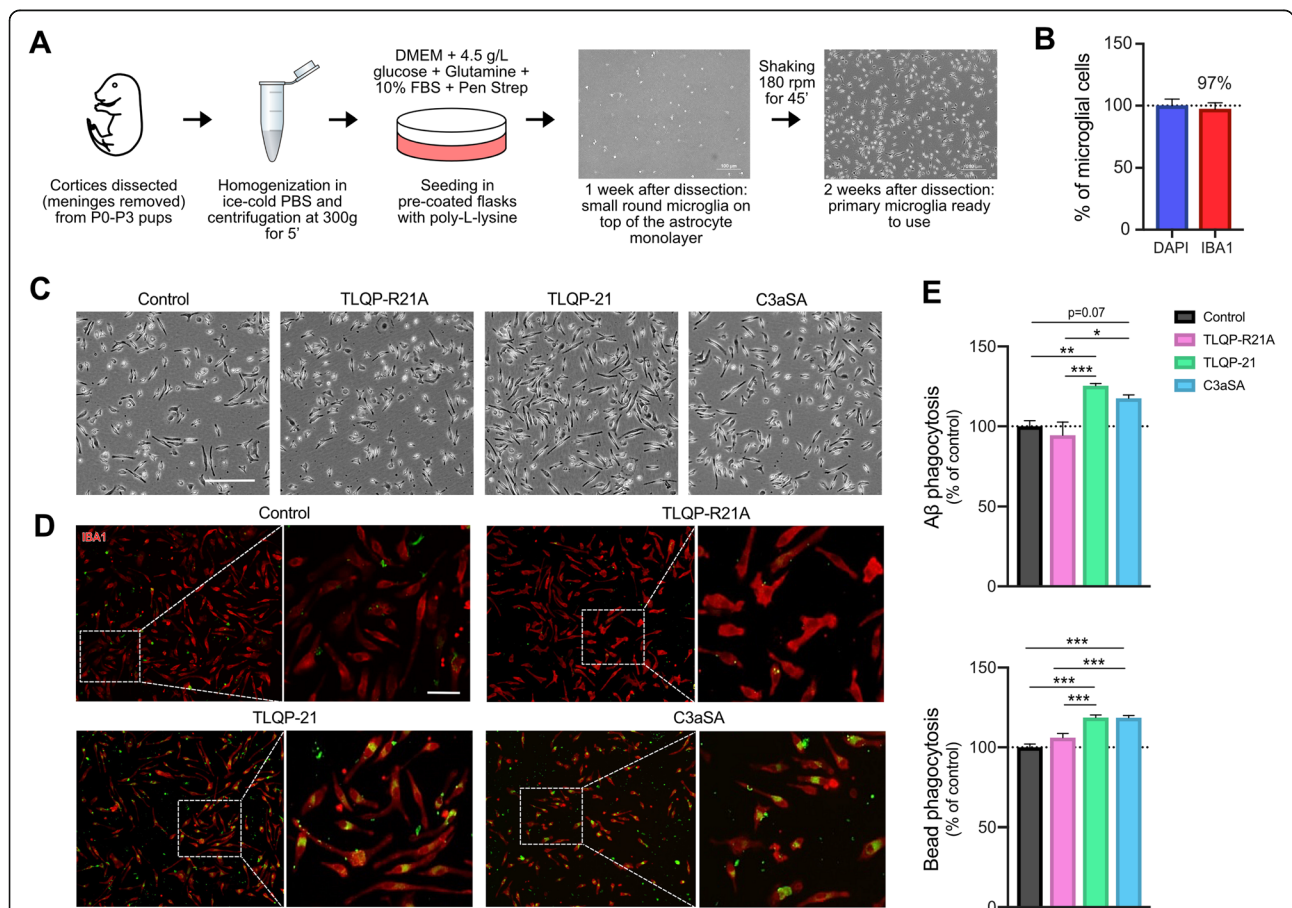 A
Cortices dissected
(meninges removed)
from P0-P3 pups
Homogenization in
ice-cold PBS and
centrifugation at 300g
for 5’
DMEM + 4.5 g/L
glucose + Glutamine +
10% FBS + Pen Strep
Seeding in
pre-coated flasks
with poly-L-lysine
100 µm
1 week after dissection:
small round microglia on
top of the astrocyte
monolayer
Shaking
180 rpm
for 45’
2 weeks after dissection:
primary microglia ready
to use
B
% of microglial cells
150
100
50
0
97%
DAPI
IBA1
C
Control
TLQP-R21A
TLQP-21
C3aSA
D
Control
IBA1
TLQP-R21A
TLQP-21
C3aSA
E
Control
TLQP-R21A
TLQP-21
C3aSA
Aβ phagocytosis
(% of control)
150
100
50
0
p=0.07
*
**
***
Bead phagocytosis
(% of control)
150
100
50
0
***
***
***
***